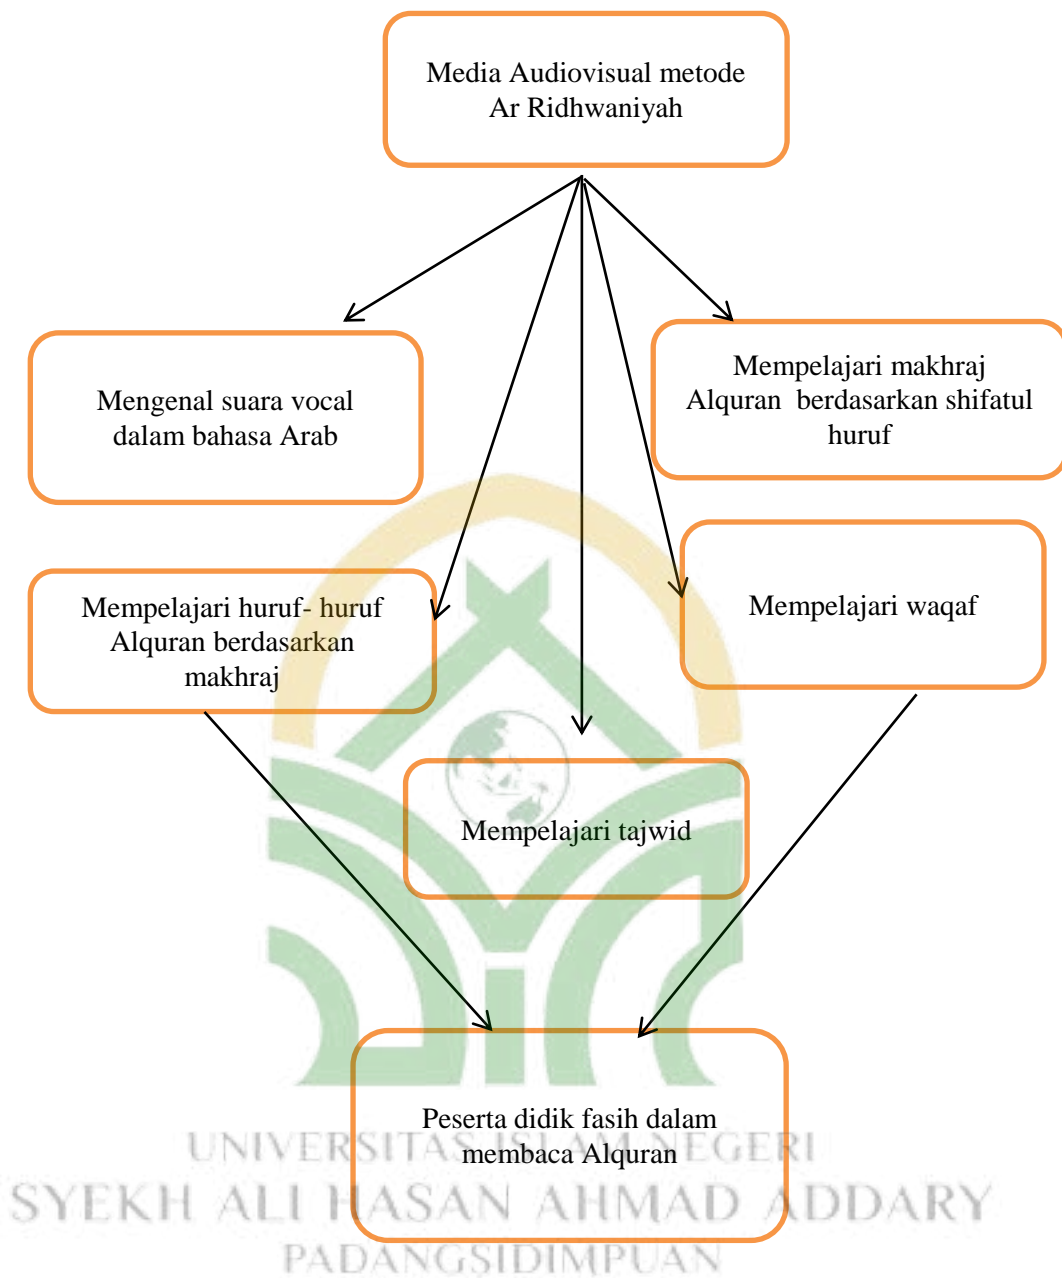 Media Audiovisual metode
Ar Ridhwaniyah
Mengenal suara vocal
dalam bahasa Arab
Mempelajari makhraj
Alquran berdasarkan shifatul
huruf
Mempelajari huruf- huruf
Alquran berdasarkan
makhraj
Mempelajari waqaf
Mempelajari tajwid
Peserta didik fasih dalam
membaca Alquran
UNIVERSITAS ISLAM NEGERI
SYEKH ALI HASAN AHMAD ADDARY
PADANGSIDIMPUAN